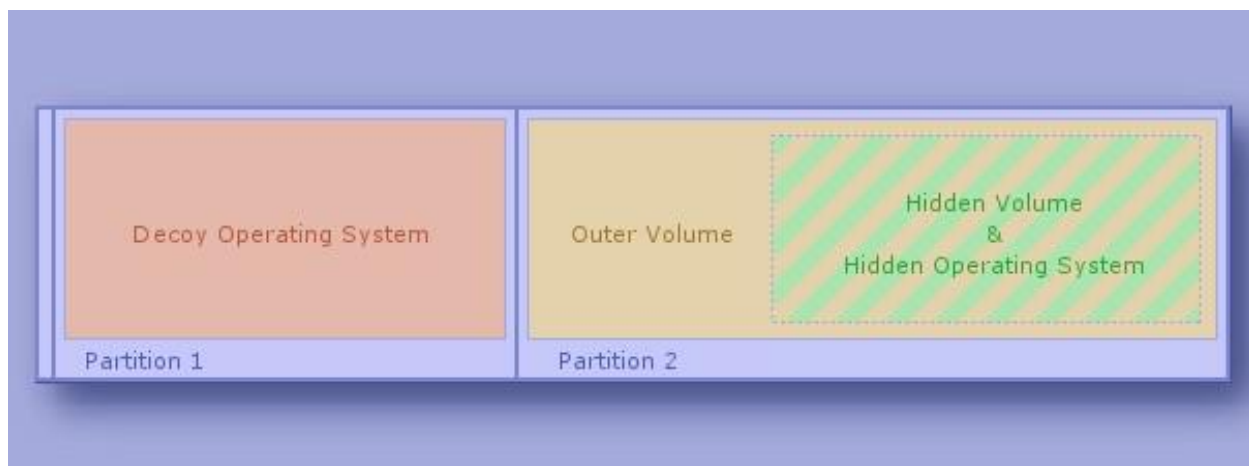 Decoy Operating System
Outer Volume
Hidden Volume
&
Hidden Operating System
Partition 1
Partition 2